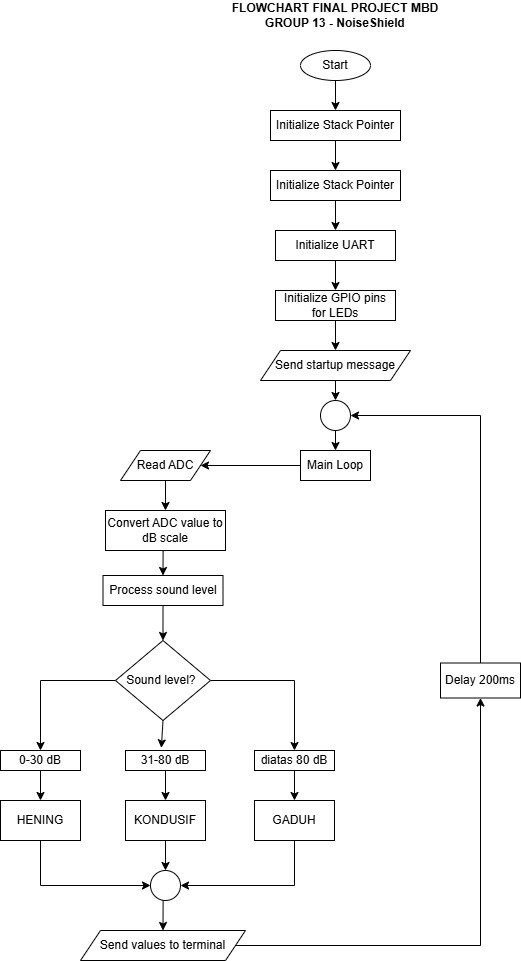 FLOWCHART FINAL PROJECT MBD
GROUP 13 - NoiseShield
Start
Initialize Stack Pointer
Initialize Stack Pointer
Initialize UART
Initialize GPIO pins
for LEDs
Send startup message
Main Loop
Read ADC
Convert ADC value to
dB scale
Process sound level
Sound level?
Delay 200ms
0-30 dB
31-80 dB
diatas 80 dB
HENING
KONDUSIF
GADUH
Send values to terminal